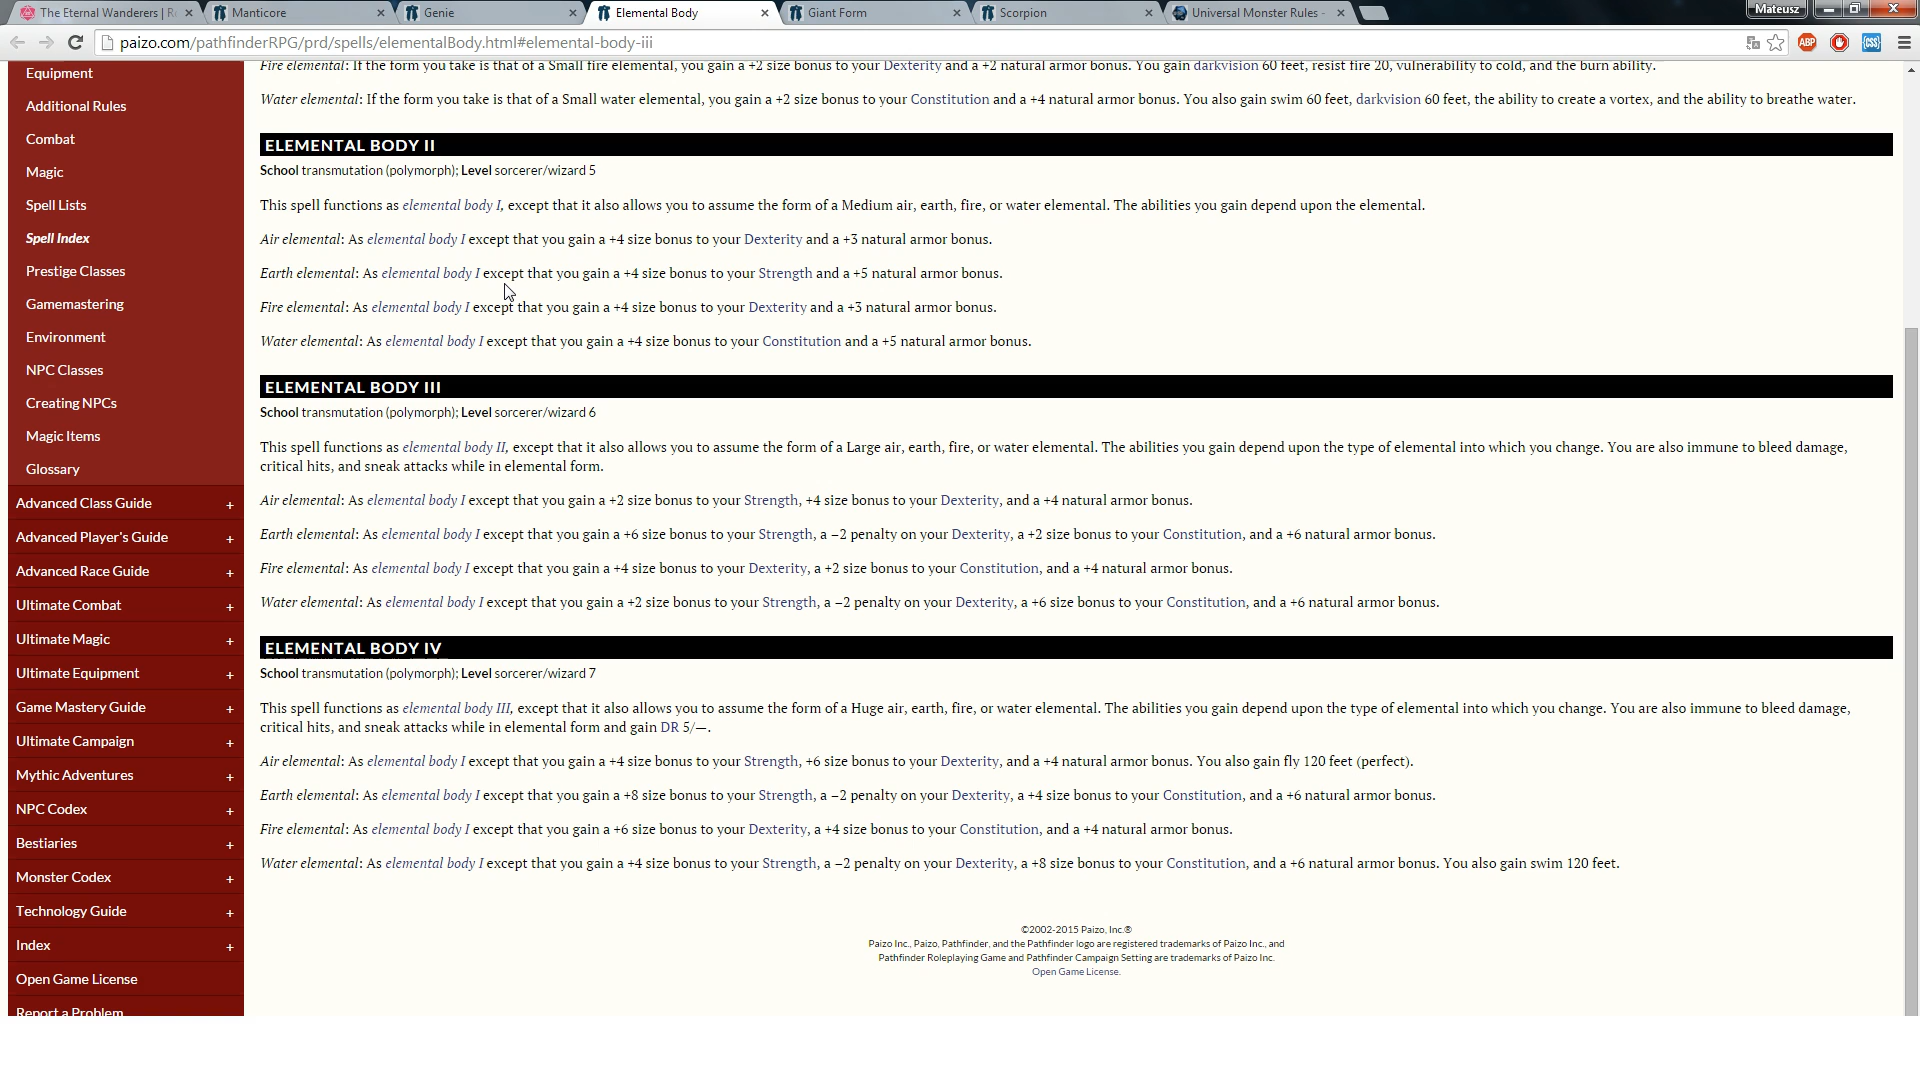 The Eternal Wanderers | R
Manticore
Genie
Elemental Body
Giant Form
Scorpion
Universal Monster Rules -
Mateusz
paizo.com/pathfinderRPG/prd/spells/elementalBody.html#elemental-body-iii
ABP
{css}
Equipment
Additional Rules
Combat
Magic
Spell Lists
Spell Index
Prestige Classes
Gamemastering
Environment
NPC Classes
Creating NPCs
Magic Items
Glossary
Advanced Class Guide +
Advanced Player's Guide +
Advanced Race Guide +
Ultimate Combat +
Ultimate Magic +
Ultimate Equipment +
Game Mastery Guide +
Ultimate Campaign +
Mythic Adventures +
NPC Codex +
Bestiaries +
Monster Codex +
Technology Guide +
Index +
Open Game License
Report a Problem
Fire elemental: If the form you take is that of a Small fire elemental, you gain a +2 size bonus to your Dexterity and a +2 natural armor bonus. You gain darkvision 60 feet, resist fire 20, vulnerability to cold, and the burn ability.
Water elemental: If the form you take is that of a Small water elemental, you gain a +2 size bonus to your Constitution and a +4 natural armor bonus. You also gain swim 60 feet, darkvision 60 feet, the ability to create a vortex, and the ability to breathe water.
ELEMENTAL BODY II
School transmutation (polymorph); Level sorcerer/wizard 5
This spell functions as elemental body I, except that it also allows you to assume the form of a Medium air, earth, fire, or water elemental. The abilities you gain depend upon the elemental.
Air elemental: As elemental body I except that you gain a +4 size bonus to your Dexterity and a +3 natural armor bonus.
Earth elemental: As elemental body I except that you gain a +4 size bonus to your Strength and a +5 natural armor bonus.
Fire elemental: As elemental body I except that you gain a +4 size bonus to your Dexterity and a +3 natural armor bonus.
Water elemental: As elemental body I except that you gain a +4 size bonus to your Constitution and a +5 natural armor bonus.
ELEMENTAL BODY III
School transmutation (polymorph); Level sorcerer/wizard 6
This spell functions as elemental body II, except that it also allows you to assume the form of a Large air, earth, fire, or water elemental. The abilities you gain depend upon the type of elemental into which you change. You are also immune to bleed damage,
critical hits, and sneak attacks while in elemental form.
Air elemental: As elemental body I except that you gain a +2 size bonus to your Strength, +4 size bonus to your Dexterity, and a +4 natural armor bonus.
Earth elemental: As elemental body I except that you gain a +6 size bonus to your Strength, a −2 penalty on your Dexterity, a +2 size bonus to your Constitution, and a +6 natural armor bonus.
Fire elemental: As elemental body I except that you gain a +4 size bonus to your Dexterity, a +2 size bonus to your Constitution, and a +4 natural armor bonus.
Water elemental: As elemental body I except that you gain a +2 size bonus to your Strength, a −2 penalty on your Dexterity, a +6 size bonus to your Constitution, and a +6 natural armor bonus.
ELEMENTAL BODY IV
School transmutation (polymorph); Level sorcerer/wizard 7
This spell functions as elemental body III, except that it also allows you to assume the form of a Huge air, earth, fire, or water elemental. The abilities you gain depend upon the type of elemental into which you change. You are also immune to bleed damage,
critical hits, and sneak attacks while in elemental form and gain DR 5/—.
Air elemental: As elemental body I except that you gain a +4 size bonus to your Strength, +6 size bonus to your Dexterity, and a +4 natural armor bonus. You also gain fly 120 feet (perfect).
Earth elemental: As elemental body I except that you gain a +8 size bonus to your Strength, a −2 penalty on your Dexterity, a +4 size bonus to your Constitution, and a +6 natural armor bonus.
Fire elemental: As elemental body I except that you gain a +6 size bonus to your Dexterity, a +4 size bonus to your Constitution, and a +4 natural armor bonus.
Water elemental: As elemental body I except that you gain a +4 size bonus to your Strength, a −2 penalty on your Dexterity, a +8 size bonus to your Constitution, and a +6 natural armor bonus. You also gain swim 120 feet.
©2002-2015 Paizo, Inc.®
Paizo Inc., Paizo, Pathfinder, and the Pathfinder logo are registered trademarks of Paizo Inc., and
Pathfinder Roleplaying Game and Pathfinder Campaign Setting are trademarks of Paizo Inc.
Open Game License.